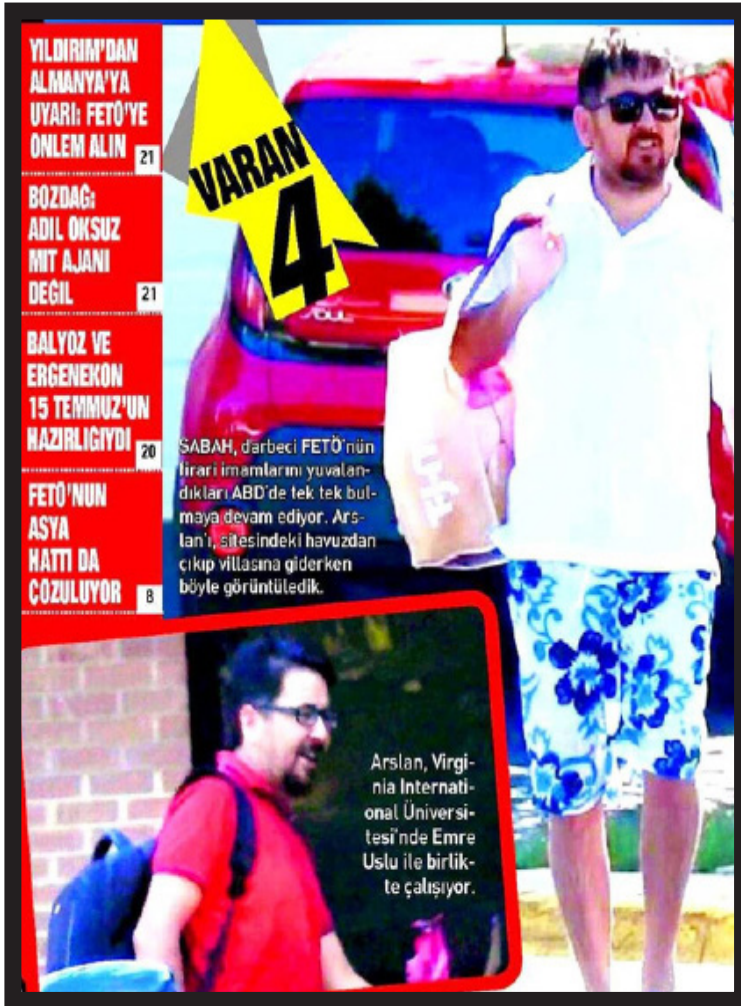 YILDIRIM'DAN
ALMANYA'YA
UYARI: FETÖ'YE
ÖNLEM ALIN 21
BOZDAĞ:
ADİL ÖKSÜZ
MİT AJANI
DEĞİL 21
BALYOZ VE
ERGENEKON
15 TEMMUZ'UN
HAZIRLIĞIYDI 20
FETÖ'NÜN
ASYA
HATTI DA
ÇÖZÜLÜYOR 8
VARAN
4
SOUL
SABAH, darbeci FETÖ'nün
firari imamlarını yuvalan-
dıkları ABD'de tek tek bul-
maya devam ediyor. Ars-
lan'ı, sitesindeki havuzdan
çıkıp villasına giderken
böyle görüntüledik.
Arslan, Virgi-
nia Internati-
onal Üniversi-
tesi'nde Emre
Uslu ile birlik-
te çalışıyor.